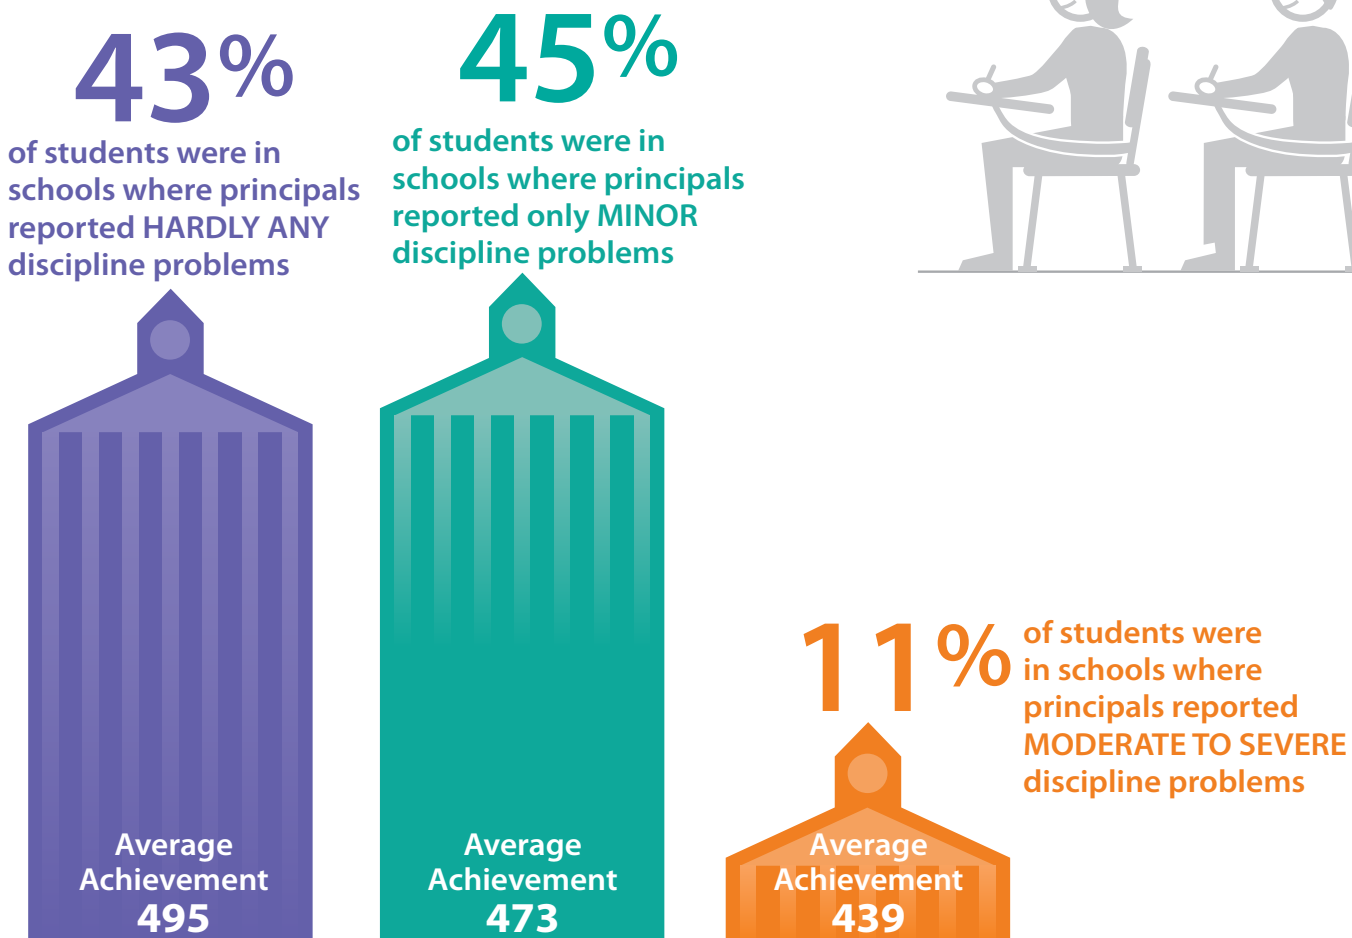 43%
of students were in
schools where principals
reported HARDLY ANY
discipline problems
45%
of students were in
schools where principals
reported only MINOR
discipline problems
11%
of students were
in schools where
principals reported
MODERATE TO SEVERE
discipline problems
Average
Achievement
495
Average
Achievement
473
Average
Achievement
439